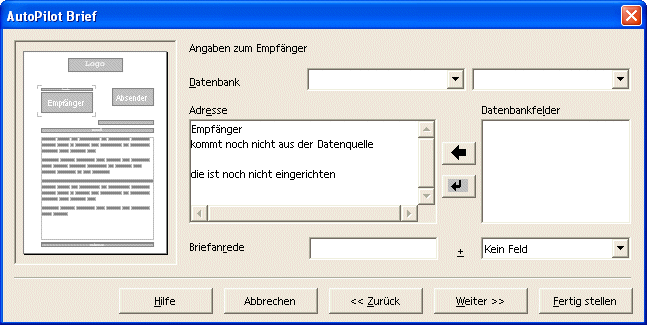 AutoPilot Brief
Logo
Empfänger
Absender
Angaben zum Empfänger
Datenbank
Adresse
Datenbankfelder
Empfänger
kommt noch nicht aus der Datenquelle
die ist noch nicht eingerichten
Briefanrede
+
Kein Feld
Hilfe
Abbrechen
<< Zurück
Weiter >>
Fertig stellen